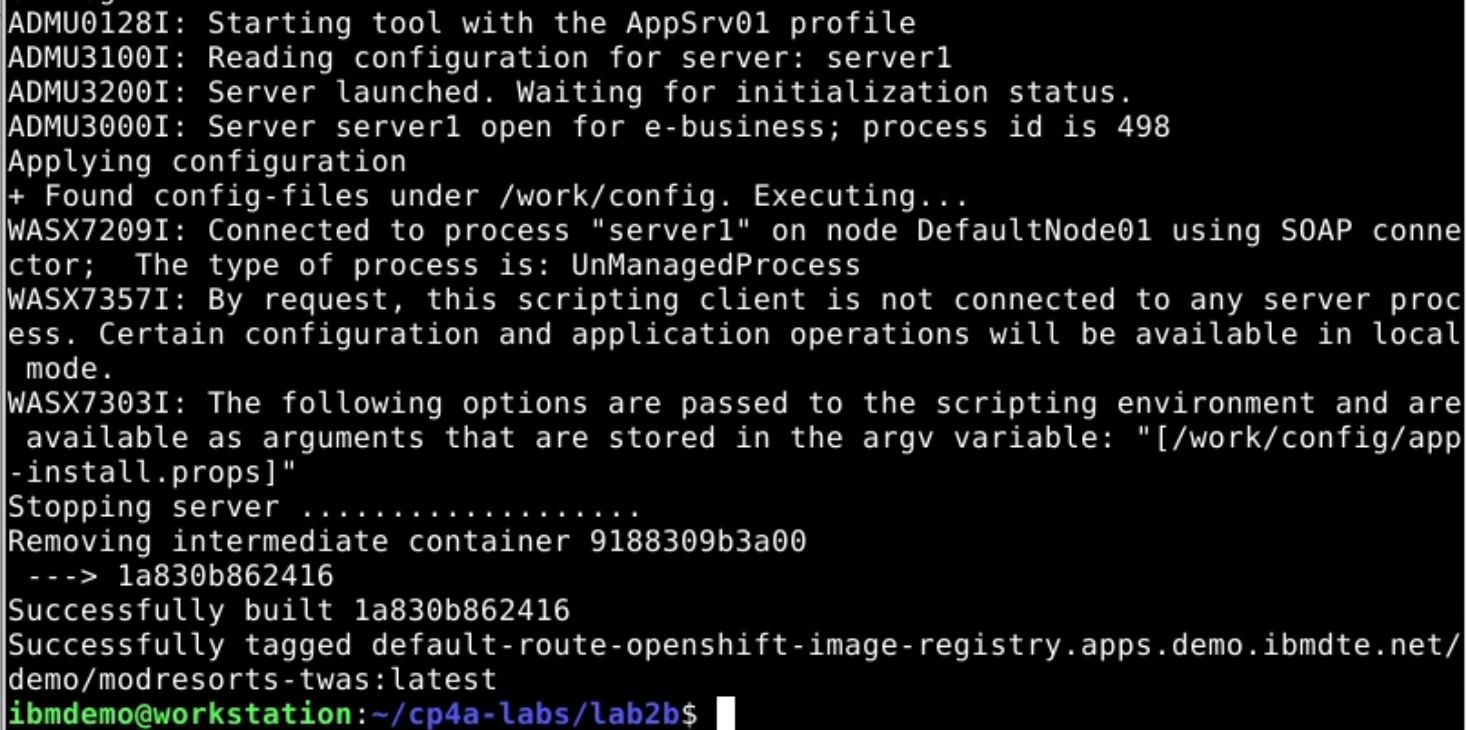 ADMU0128I: Starting tool with the AppSrv01 profile
ADMU3100I: Reading configuration for server: server1
ADMU3200I: Server launched. Waiting for initialization status.
ADMU3000I: Server server1 open for e-business; process id is 498
Applying configuration
+ Found config-files under /work/config. Executing...
WASX7209I: Connected to process "server1" on node DefaultNode01 using SOAP conne
ctor;  The type of process is: UnManagedProcess
WASX7357I: By request, this scripting client is not connected to any server proc
ess. Certain configuration and application operations will be available in local
 mode.
WASX7303I: The following options are passed to the scripting environment and are
 available as arguments that are stored in the argv variable: "[/work/config/app
-install.props]"
Stopping server ...................
Removing intermediate container 9188309b3a00
 ---> 1a830b862416
Successfully built 1a830b862416
Successfully tagged default-route-openshift-image-registry.apps.demo.ibmdte.net/
demo/modresorts-twas:latest
ibmdemo@workstation:~/cp4a-labs/lab2b$